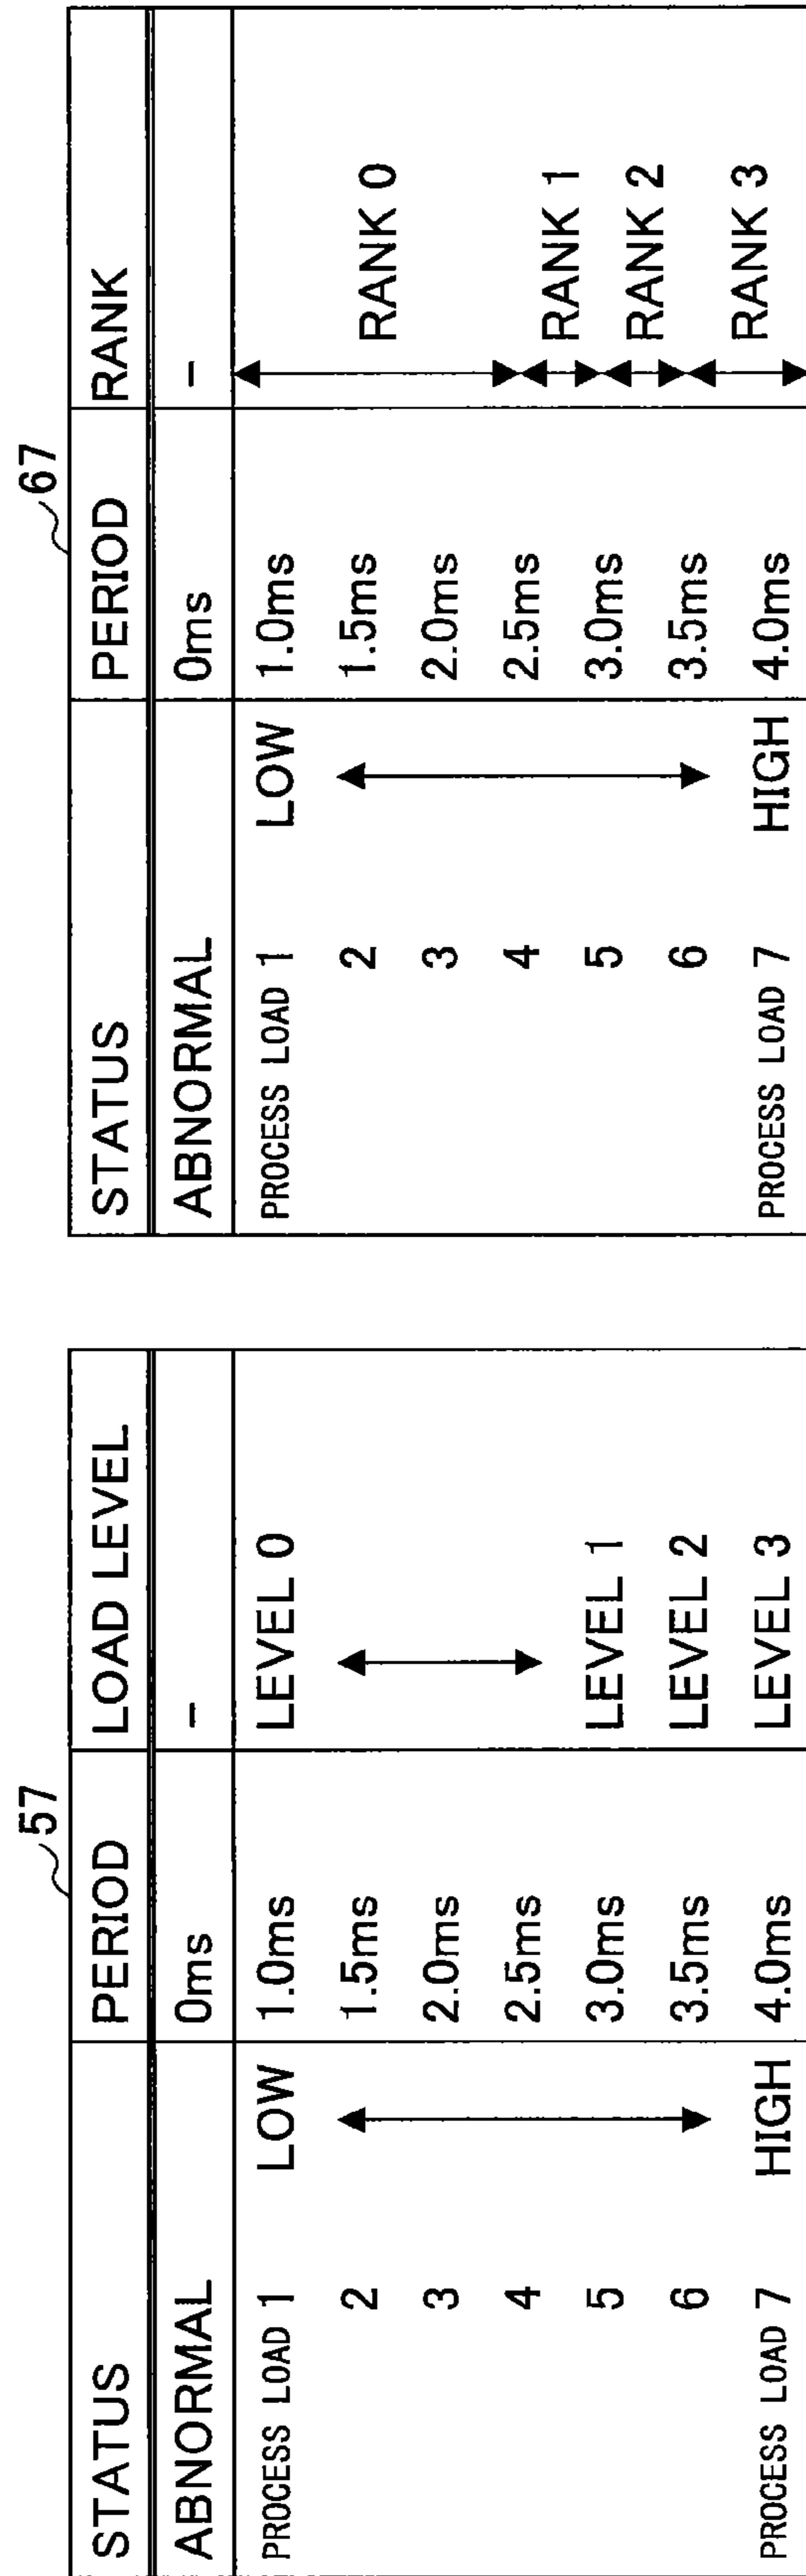 57
STATUS PERIOD LOAD LEVEL
ABNORMAL 0ms –
PROCESS LOAD 1 LOW 1.0ms LEVEL 0
2 1.5ms
3 2.0ms
4 2.5ms
5 3.0ms LEVEL 1
6 3.5ms LEVEL 2
PROCESS LOAD 7 HIGH 4.0ms LEVEL 3
67
STATUS PERIOD RANK
ABNORMAL 0ms –
PROCESS LOAD 1 LOW 1.0ms
2 1.5ms RANK 0
3 2.0ms
4 2.5ms
5 3.0ms RANK 1
6 3.5ms RANK 2
PROCESS LOAD 7 HIGH 4.0ms RANK 3